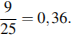 9/25 = 0,36.